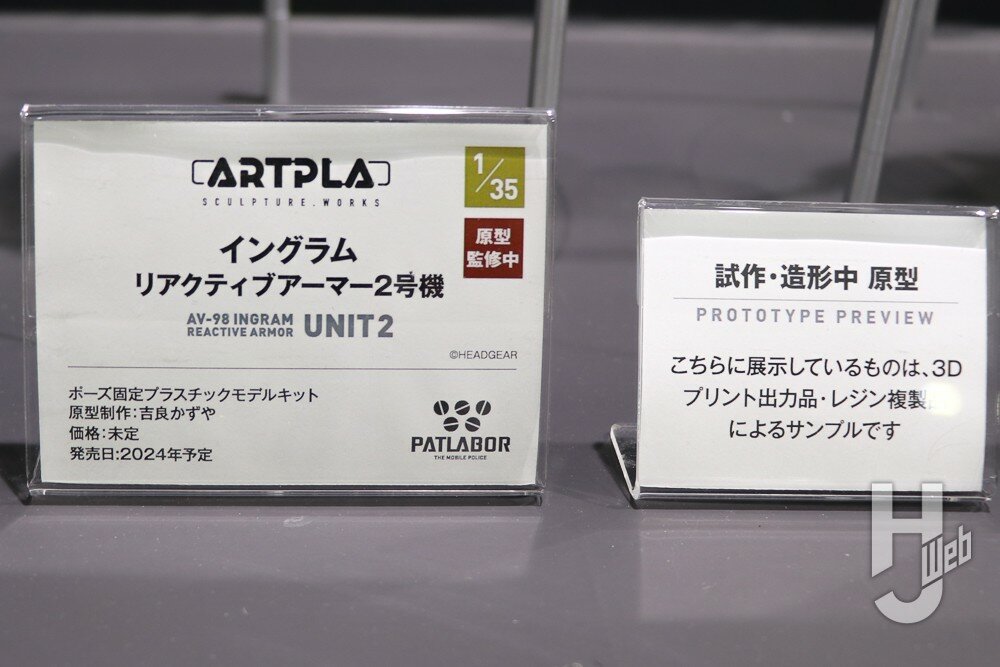 ARTPLA
SCULPTURE.WORKS
1/35
原型
監修中
イングラム
リアクティブアーマー2号機
AV-98 INGRAM
REACTIVE ARMOR UNIT2
©HEADGEAR
ポーズ固定プラスチックモデルキット
原型制作:吉良かずや
価格:未定
発売日:2024年予定
PATLABOR
THE MOBILE POLICE
試作・造形中 原型
PROTOTYPE PREVIEW
こちらに展示しているものは、3D
プリント出力品・レジン複製
によるサンプルです
HJ Web